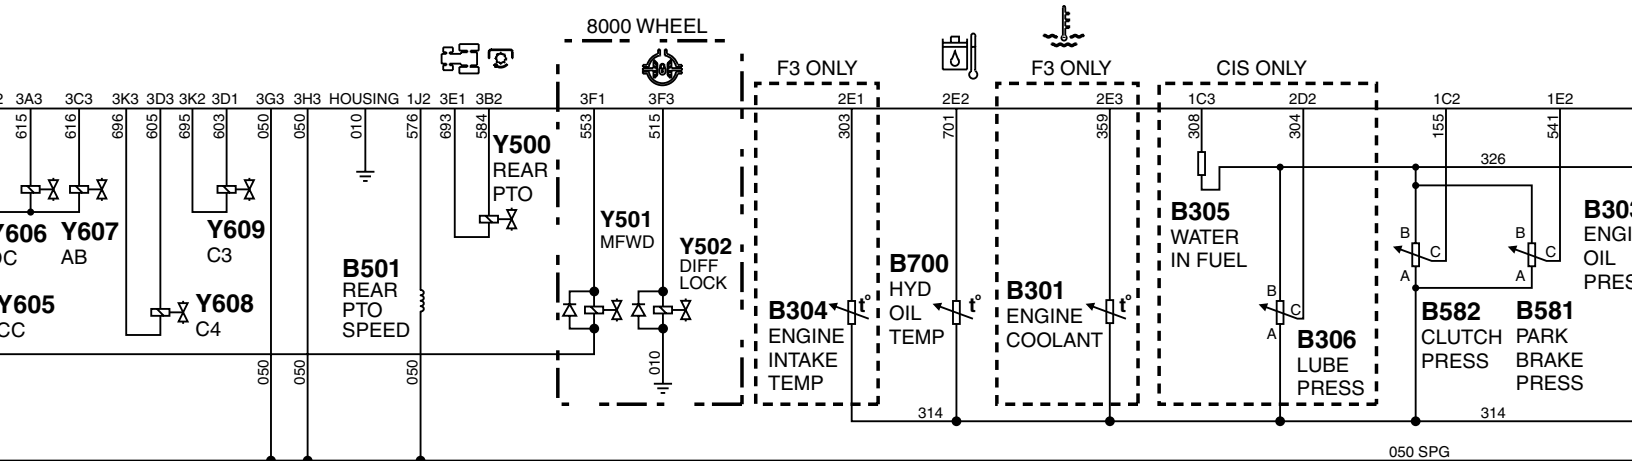 8000 WHEEL
F3 ONLY
F3 ONLY
CIS ONLY
3A3 3C3 3K3 3D3 3K2 3D1 3G3 3H3 HOUSING 1J2 3E1 3B2 3F1 3F3 2E1 2E2 2E3 1C3 2D2 1C2 1E2
615 616 696 605 695 603 050 050 010 576 693 584 553 515 303 701 359 308 304 155 541
Y500
REAR
PTO
326
Y606
Y607
AB
Y609
C3
Y605
CC
Y608
C4
B501
REAR
PTO
SPEED
Y501
MFWD
Y502
DIFF
LOCK
B304
ENGINE
INTAKE
TEMP
t°
B700
HYD
OIL
TEMP
t°
B301
ENGINE
COOLANT
t°
B305
WATER
IN FUEL
B
C
A
B306
LUBE
PRESS
B
C
A
B582
CLUTCH
PRESS
B
C
A
B581
PARK
BRAKE
PRESS
OIL
050 050 050 010
314 314
050 SPG